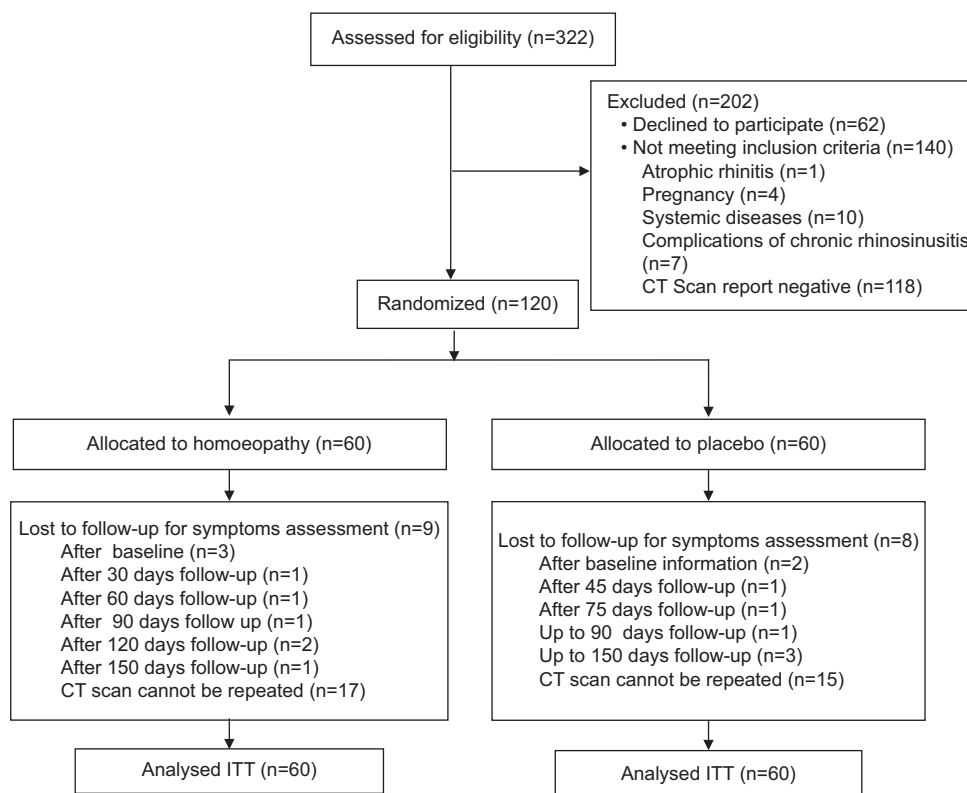 Assessed for eligibility (n=322)
Excluded (n=202)
• Declined to participate (n=62)
• Not meeting inclusion criteria (n=140)
Atrophic rhinitis (n=1)
Pregnancy (n=4)
Systemic diseases (n=10)
Complications of chronic rhinosinusitis
(n=7)
CT Scan report negative (n=118)
Randomized (n=120)
Allocated to homoeopathy (n=60)
Lost to follow-up for symptoms assessment (n=9)
After baseline (n=3)
After 30 days follow-up (n=1)
After 60 days follow-up (n=1)
After 90 days follow up (n=1)
After 120 days follow-up (n=2)
After 150 days follow-up (n=1)
CT scan cannot be repeated (n=17)
Analysed ITT (n=60)
Allocated to placebo (n=60)
Lost to follow-up for symptoms assessment (n=8)
After baseline information (n=2)
After 45 days follow-up (n=1)
After 75 days follow-up (n=1)
Up to 90 days follow-up (n=1)
Up to 150 days follow-up (n=3)
CT scan cannot be repeated (n=15)
Analysed ITT (n=60)